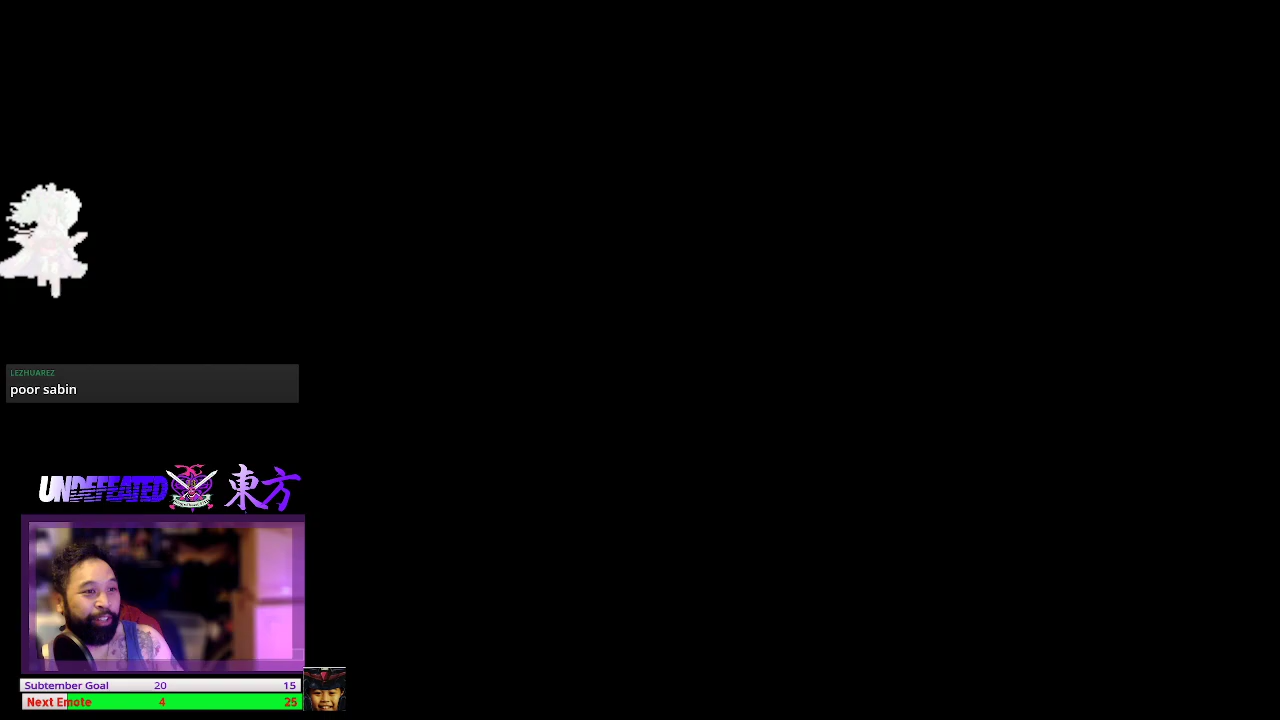 LEZHUAREZ
poor sabin
UNDEFEATED 東方
Subtember Goal 20 15
Next Emote 4 25